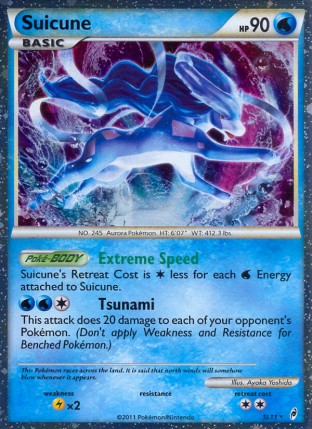 Suicune
HP 90
BASIC
NO. 245 Aurora Pokémon. HT: 6'07" WT: 412.3 lbs.
Poké-BODY Extreme Speed
Suicune's Retreat Cost is less for each Energy
attached to Suicune.
Tsunami
This attack does 20 damage to each of your opponent's
Pokémon. (Don't apply Weakness and Resistance for
Benched Pokémon.)
This Pokémon races across the land. It is said that north winds will somehow
blow whenever it appears.
Illus. Ayaka Yoshida
weakness resistance retreat cost
x2
©2011 Pokémon/Nintendo
SL11